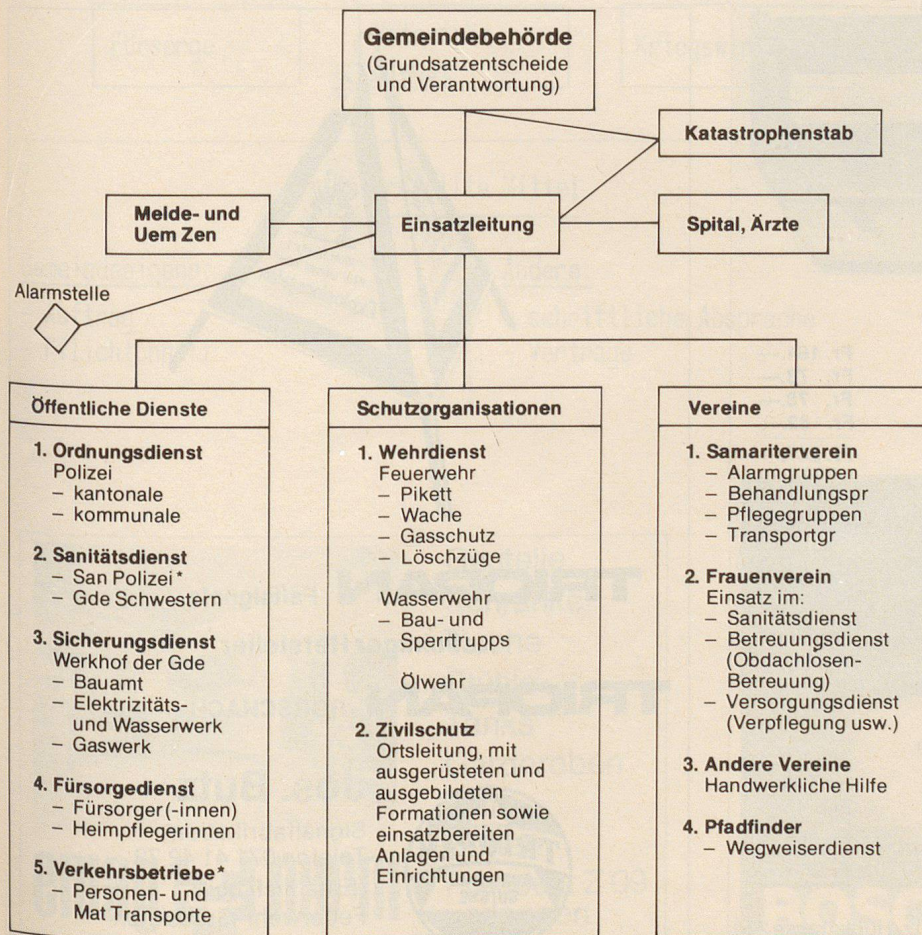 Gemeindebehörde
(Grundsatzentscheide
und Verantwortung)
Katastrophenstab
Melde- und
Uem Zen
Einsatzleitung
Spital, Ärzte
Alarmstelle
Öffentliche Dienste
1. Ordnungsdienst
Polizei
– kantonale
– kommunale
2. Sanitätsdienst
– San Polizei*
– Gde Schwestern
3. Sicherungsdienst
Werkhof der Gde
– Bauamt
– Elektrizitäts-
und Wasserwerk
– Gaswerk
4. Fürsorgedienst
– Fürsorger(-innen)
– Heimpflegerinnen
5. Verkehrsbetriebe*
– Personen- und
Mat Transporte
Schutzorganisationen
1. Wehrdienst
Feuerwehr
– Pikett
– Wache
– Gasschutz
– Löschzüge
Wasserwehr
– Bau- und
Sperrtrupps
Ölwehr
2. Zivilschutz
Ortsleitung, mit
ausgerüsteten und
ausgebildeten
Formationen sowie
einsatzbereiten
Anlagen und
Einrichtungen
Vereine
1. Samariterverein
– Alarmgruppen
– Behandlungspr
– Pflegegruppen
– Transportgr
2. Frauenverein
Einsatz im:
– Sanitätsdienst
– Betreuungsdienst
(Obdachlosen-
Betreuung)
– Versorgungsdienst
(Verpflegung usw.)
3. Andere Vereine
Handwerkliche Hilfe
4. Pfadfinder
– Wegweiserdienst